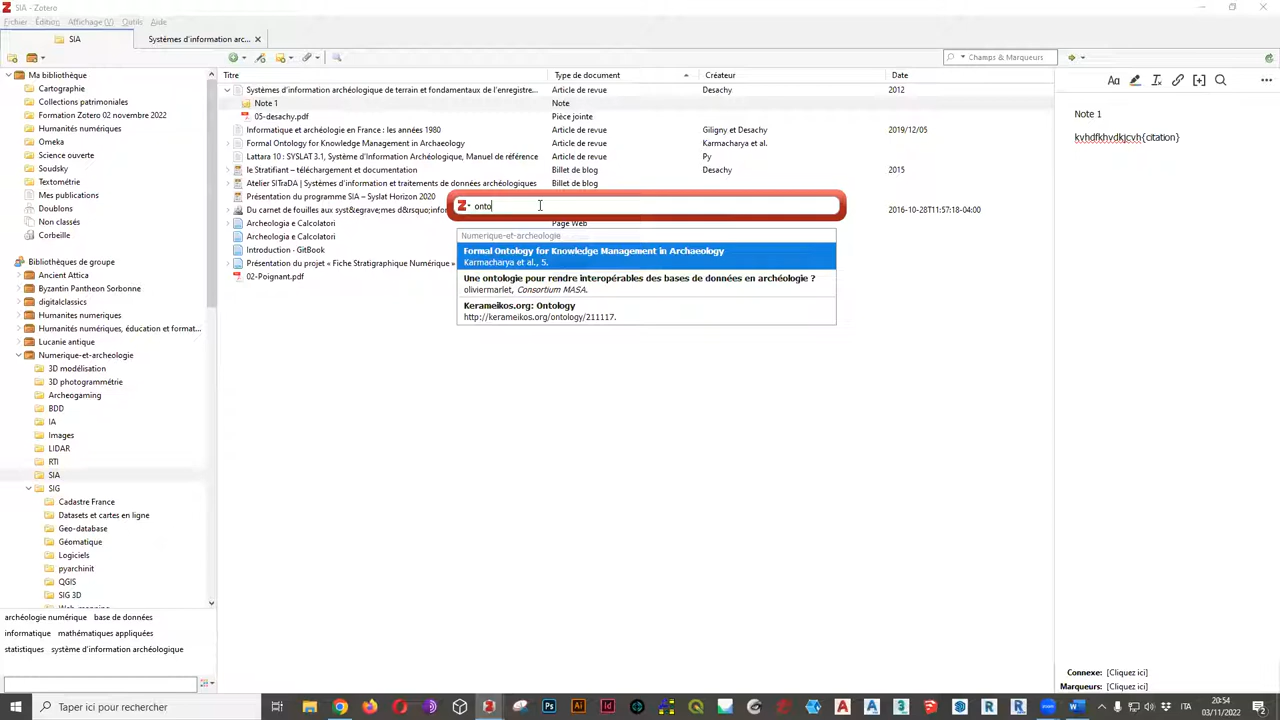 SIA - Zotero
Fichier Édition Affichage (V) Outils Aide
SIA
Systèmes d'information arc...
Champs & Marqueurs
Ma bibliothèque
Cartographie
Collections patrimoniales
Formation Zotero 02 novembre 2022
Humanités numériques
Omeka
Science ouverte
Soudsky
Textométrie
Mes publications
Doublons
Non classés
Corbeille
Bibliothèques de groupe
Ancient Attica
Byzantin Pantheon Sorbonne
digitalclassics
Humanites numeriques
Humanités numériques, éducation et format...
Lucanie antique
Numerique-et-archeologie
3D modélisation
3D photogrammétrie
Archeogaming
BDD
IA
Images
LIDAR
RTI
SIA
SIG
Cadastre France
Datasets et cartes en ligne
Geo-database
Géomatique
Logiciels
pyarchinit
QGIS
SIG 3D
Web-mapping
archéologie numérique base de données
informatique mathématiques appliquées
statistiques système d'information archéologique
Titre Type de document Créateur Date
Systèmes d'information archéologique de terrain et fondamentaux de l'enregistre... Article de revue Desachy 2012
Note 1 Note
05-desachy.pdf Pièce jointe
Informatique et archéologie en France : les années 1980 Article de revue Giligny et Desachy 2019/12/05
Formal Ontology for Knowledge Management in Archaeology Article de revue Karmacharya et al.
Lattara 10 : SYSLAT 3.1, Système d'Information Archéologique, Manuel de référence Article de revue Py
le Stratifiant – téléchargement et documentation Billet de blog Desachy 2015
Atelier SITraDA | Systèmes d'information et traitements de données archéologiques Billet de blog
Présentation du programme SIA – Syslat Horizon 2020
Du carnet de fouilles aux syst&egrave;mes d&rsquo;infor 2016-10-28T11:57:18-04:00
Archeologia e Calcolatori Page Web
Archeologia e Calcolatori
Introduction · GitBook
Présentation du projet « Fiche Stratigraphique Numérique »
02-Poignant.pdf
onto
Numerique-et-archeologie
Formal Ontology for Knowledge Management in Archaeology
Karmacharya et al., 5.
Une ontologie pour rendre interopérables des bases de données en archéologie ?
oliviermarlet, Consortium MASA.
Kerameikos.org: Ontology
http://kerameikos.org/ontology/211117.
Aa
Note 1
kvhdfkhvdkjcvh{citation}
Connexe: [Cliquez ici]
Marqueurs: [Cliquez ici]
Taper ici pour rechercher
20:54
03/11/2022